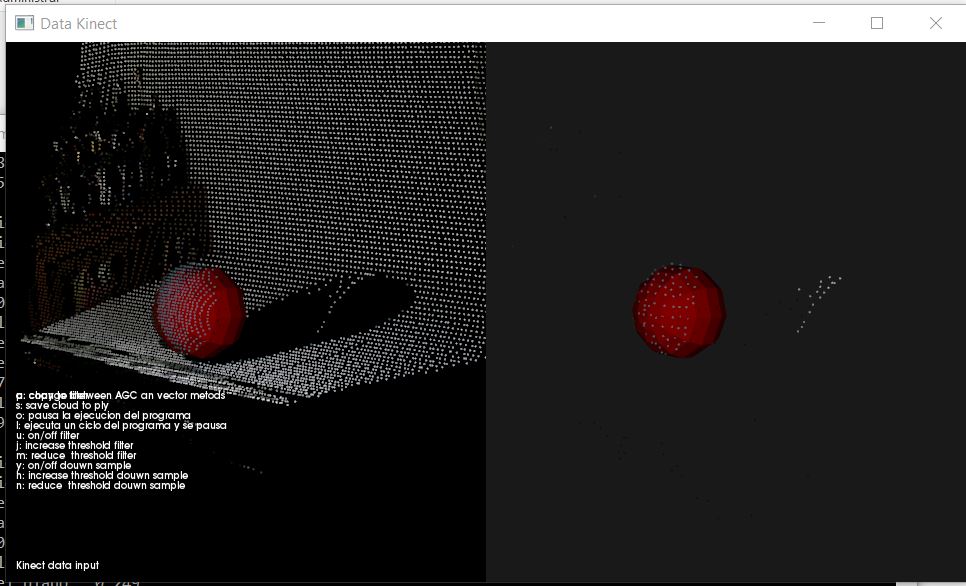 Data Kinect
AGC an vector metods
s: save cloud to ply
o: pausa la ejecucion del programa
l: ejecuta un ciclo del programa y se pausa
u: on/off filter
j: increase threshold filter
m: reduce  threshold filter
y: on/off douwn sample
h: increase threshold douwn sample
n: reduce  threshold douwn sample
Kinect data input